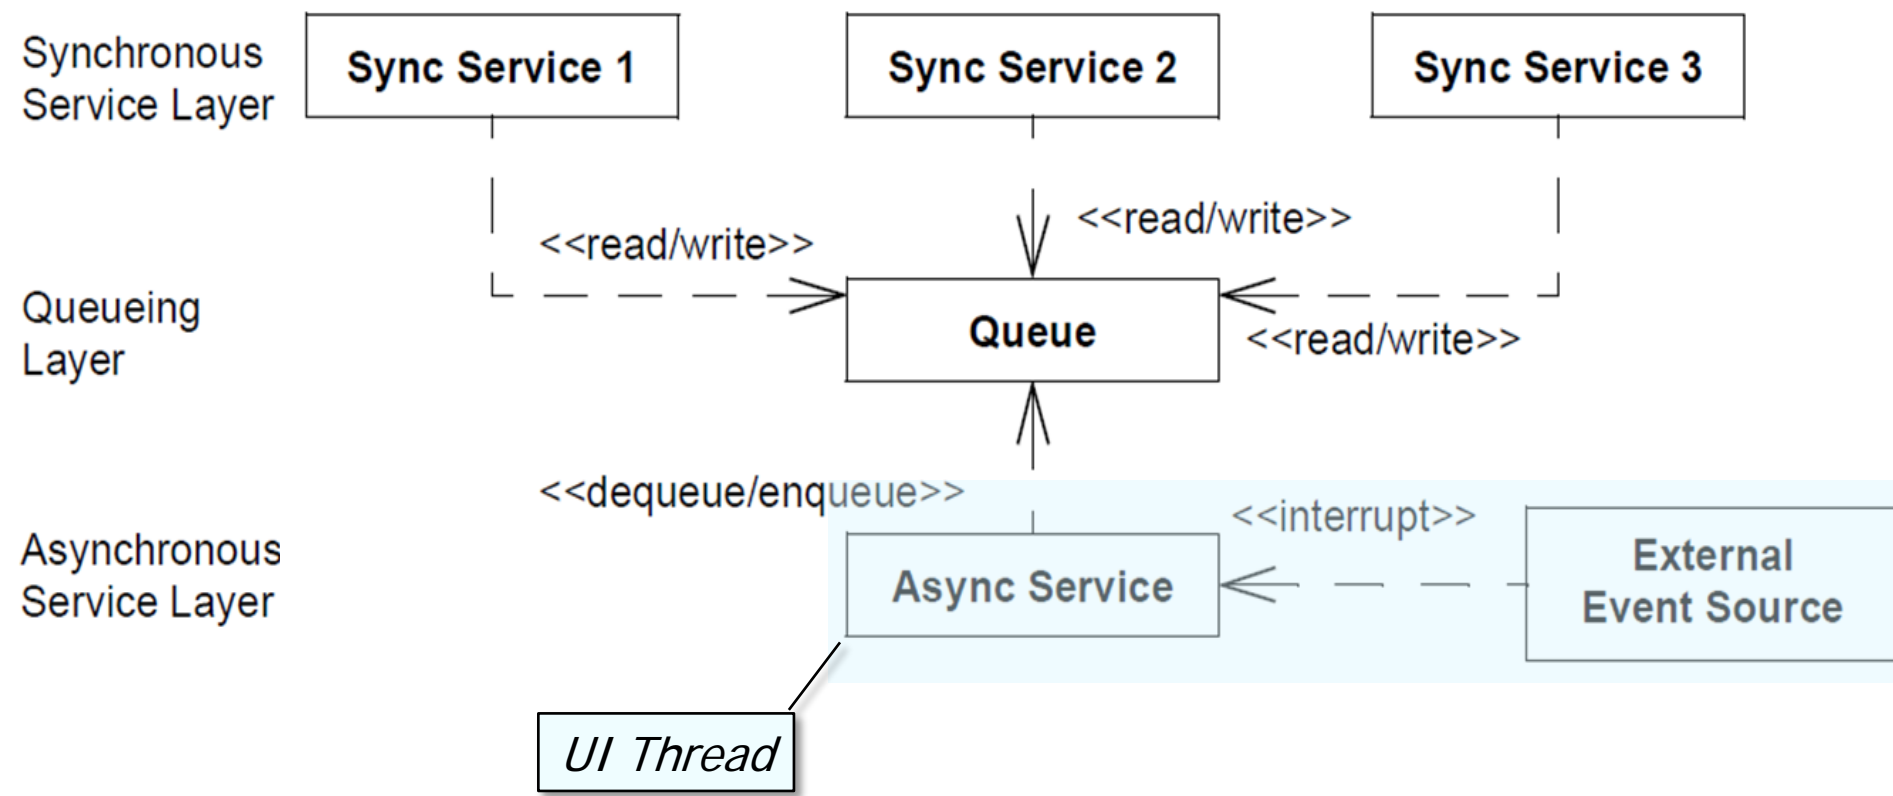 Synchronous
Service Layer
Sync Service 1
Sync Service 2
Sync Service 3
<<read/write>>
<<read/write>>
<<read/write>>
Queueing
Layer
Queue
<<dequeue/enqueue>>
<<interrupt>>
Asynchronous
Service Layer
Async Service
External
Event Source
UI Thread